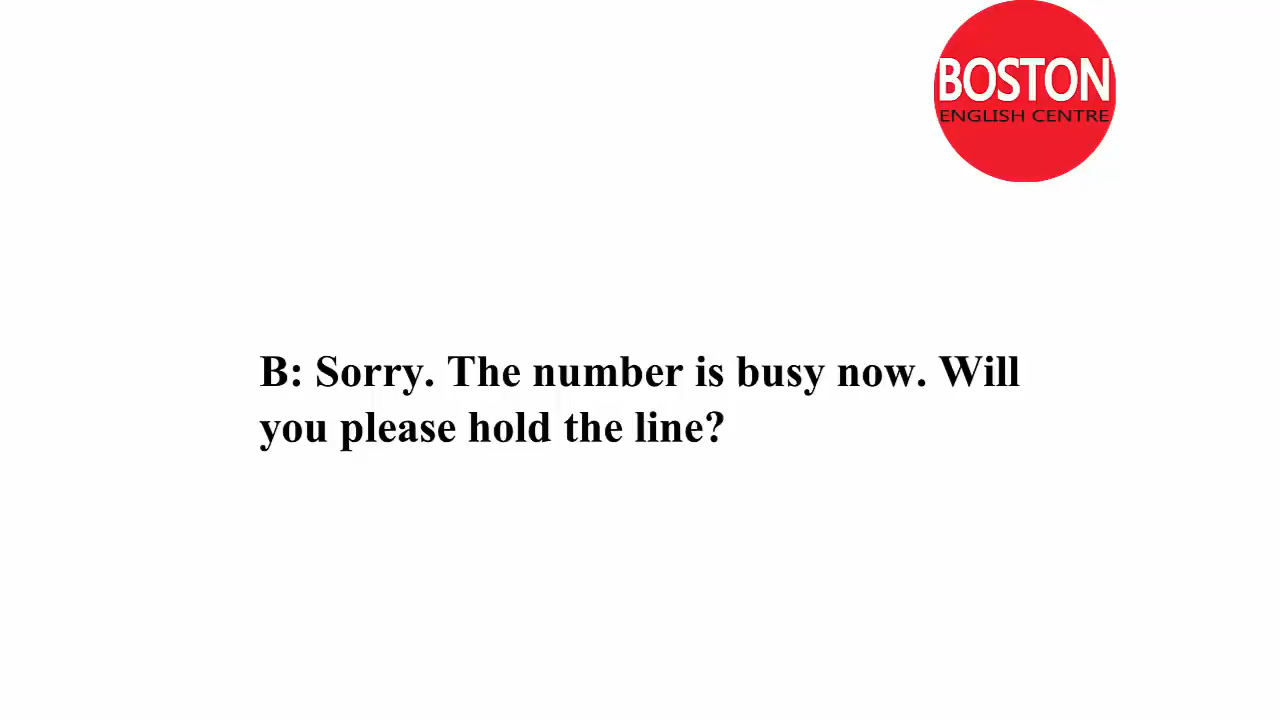 BOSTON
ENGLISH CENTRE
B: Sorry. The number is busy now. Will
you please hold the line?